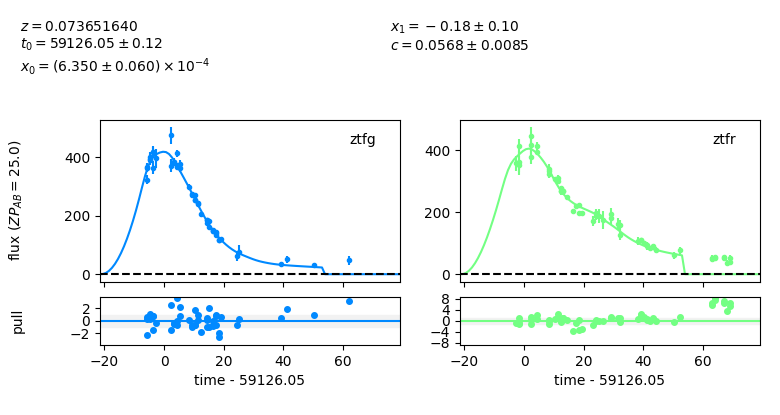 z = 0.073651640
t₀ = 59126.05 ± 0.12
x₀ = (6.350 ± 0.060) × 10⁻⁴
x₁ = −0.18 ± 0.10
c = 0.0568 ± 0.0085
flux (ZP_AB = 25.0)
400
200
0
ztfg
400
200
0
ztfr
pull
2
0
−2
−20 0 20 40 60
time - 59126.05
8
4
0
−4
−8
−20 0 20 40 60
time - 59126.05